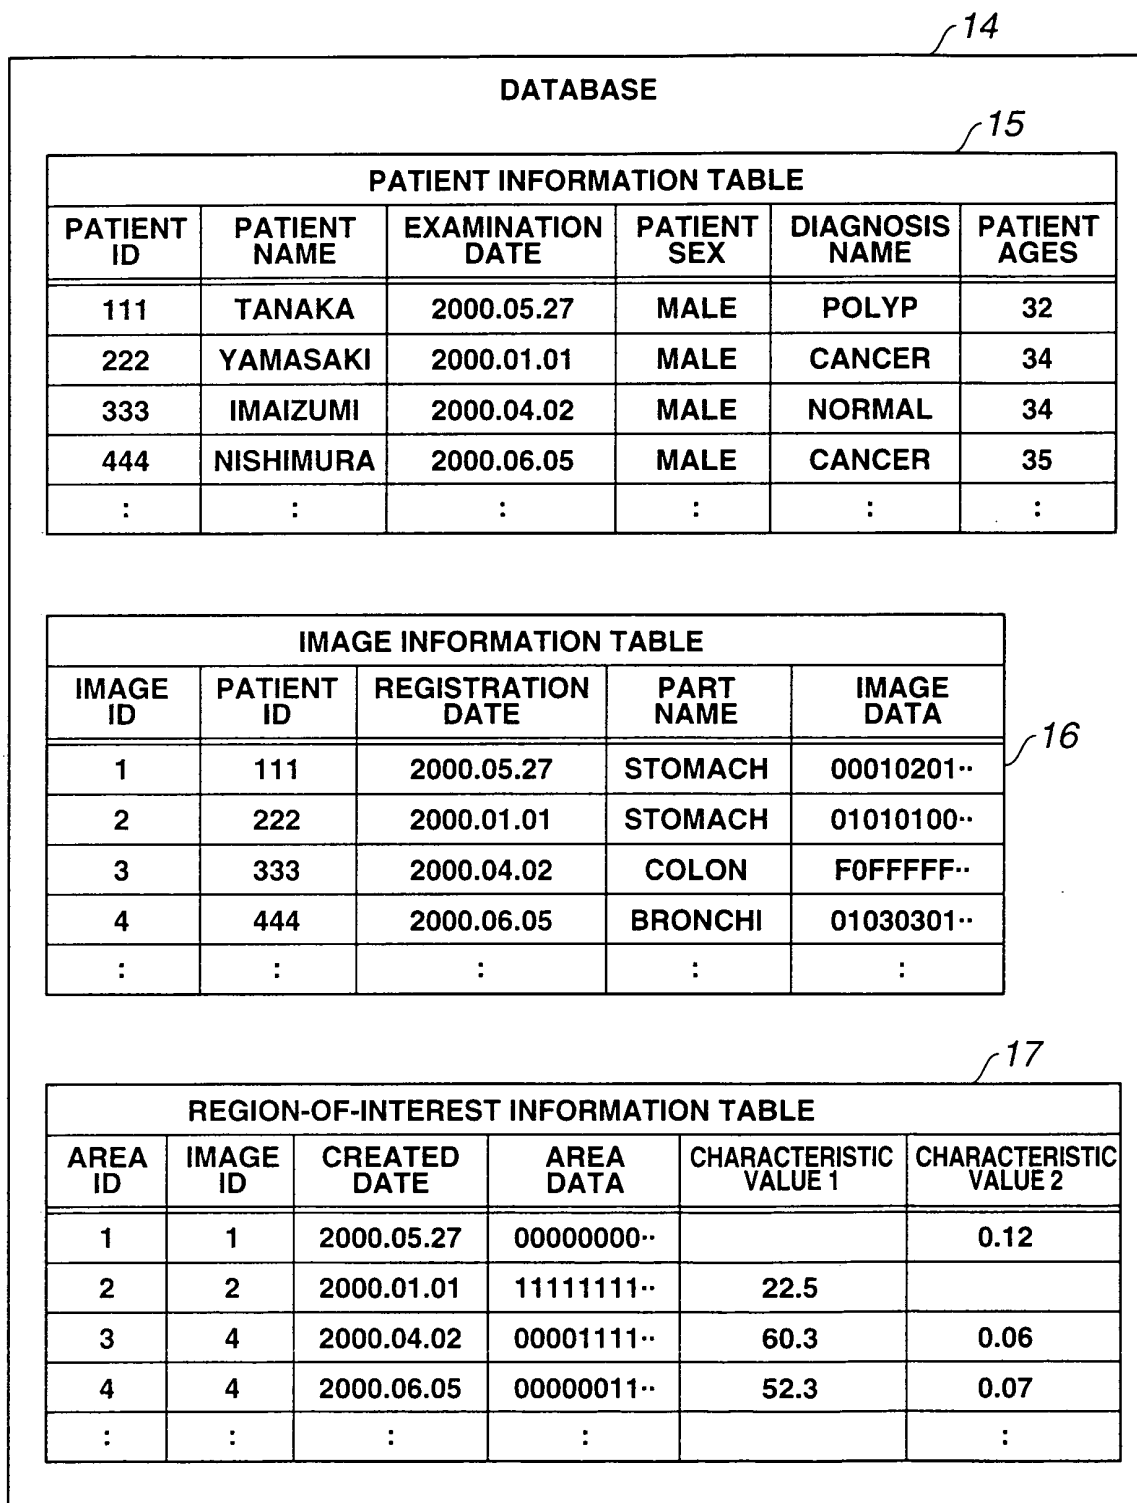 14
DATABASE
15
PATIENT INFORMATION TABLE
PATIENT ID PATIENT NAME EXAMINATION DATE PATIENT SEX DIAGNOSIS NAME PATIENT AGES
111 TANAKA 2000.05.27 MALE POLYP 32
222 YAMASAKI 2000.01.01 MALE CANCER 34
333 IMAIZUMI 2000.04.02 MALE NORMAL 34
444 NISHIMURA 2000.06.05 MALE CANCER 35
: : : : : :
IMAGE INFORMATION TABLE
IMAGE ID PATIENT ID REGISTRATION DATE PART NAME IMAGE DATA
16
1 111 2000.05.27 STOMACH 00010201··
2 222 2000.01.01 STOMACH 01010100··
3 333 2000.04.02 COLON F0FFFFF··
4 444 2000.06.05 BRONCHI 01030301··
: : : : :
17
REGION-OF-INTEREST INFORMATION TABLE
AREA ID IMAGE ID CREATED DATE AREA DATA CHARACTERISTIC VALUE 1 CHARACTERISTIC VALUE 2
1 1 2000.05.27 00000000·· 0.12
2 2 2000.01.01 11111111·· 22.5
3 4 2000.04.02 00001111·· 60.3 0.06
4 4 2000.06.05 00000011·· 52.3 0.07
: : : : :